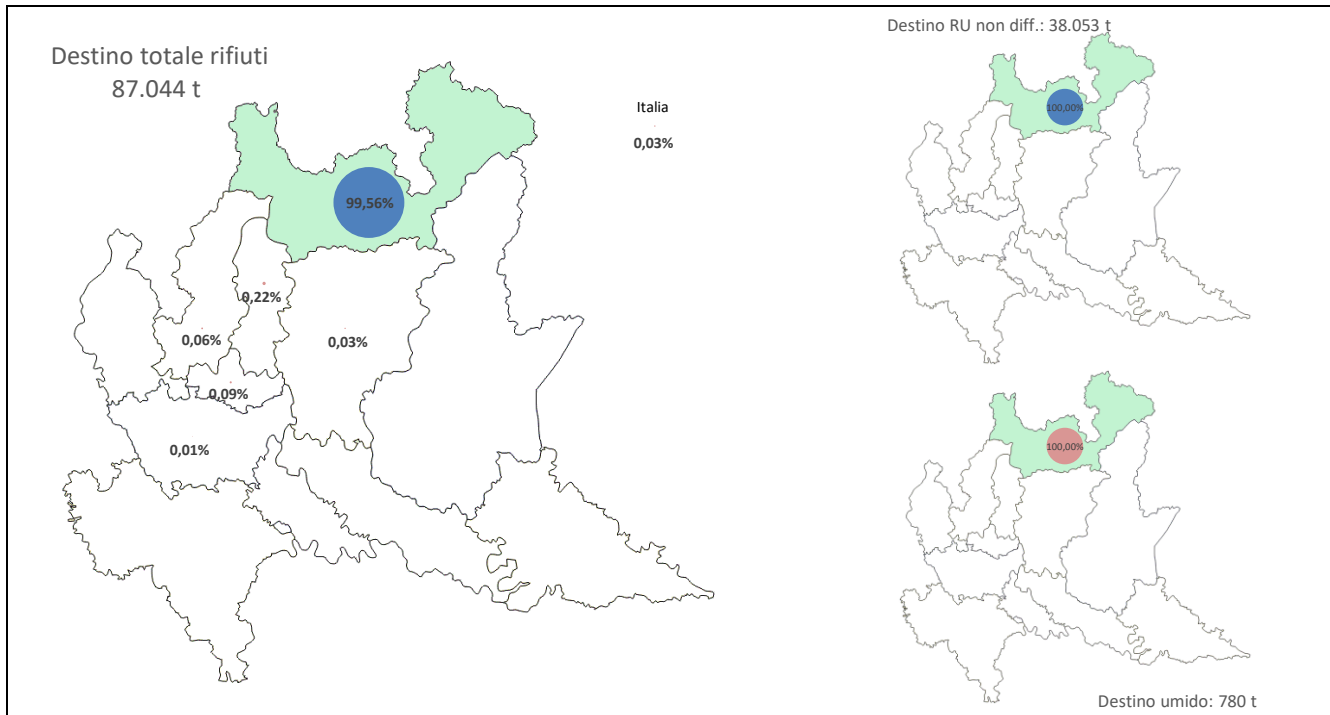 Destino totale rifiuti
87.044 t
Italia
0,03%
99,56%
0,22%
0,06%
0,03%
0,09%
0,01%
Destino RU non diff.: 38.053 t
100,00%
100,00%
Destino umido: 780 t